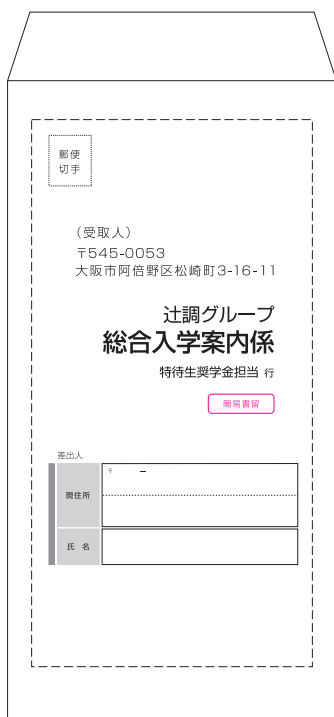 郵便
切手
（受取人）
〒545-0053
大阪市阿倍野区松崎町3-16-11
辻調グループ
総合入学案内係
特待生奨学金担当 行
簡易書留
差出人
現住所
〒 －
氏 名